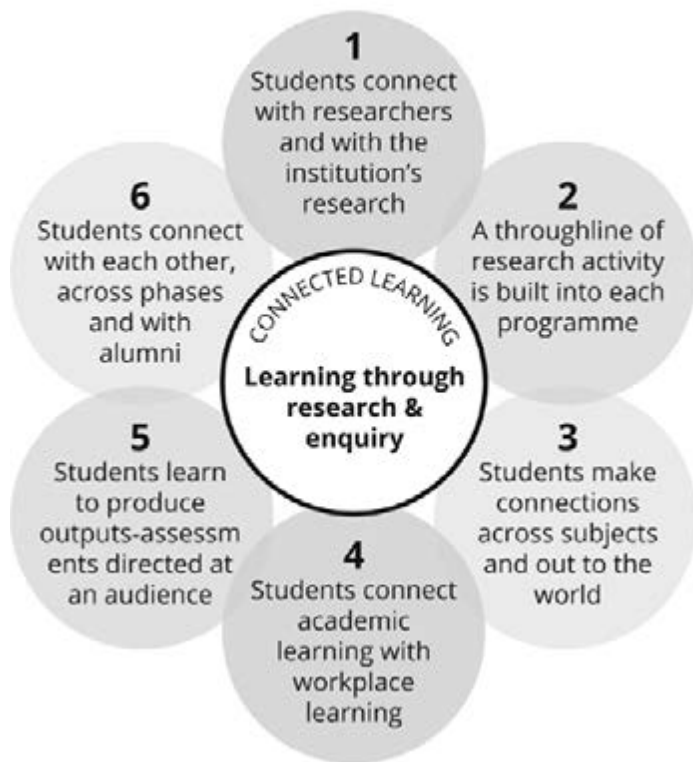 1
Students connect
with researchers
and with the
institution's
research
2
A throughline of
research activity
is built into each
programme
3
Students make
connections
across subjects
and out to the
world
4
Students connect
academic
learning with
workplace
learning
5
Students learn
to produce
outputs-assessm
ents directed at
an audience
6
Students connect
with each other,
across phases
and with
alumni
CONNECTED LEARNING
Learning through
research &
enquiry